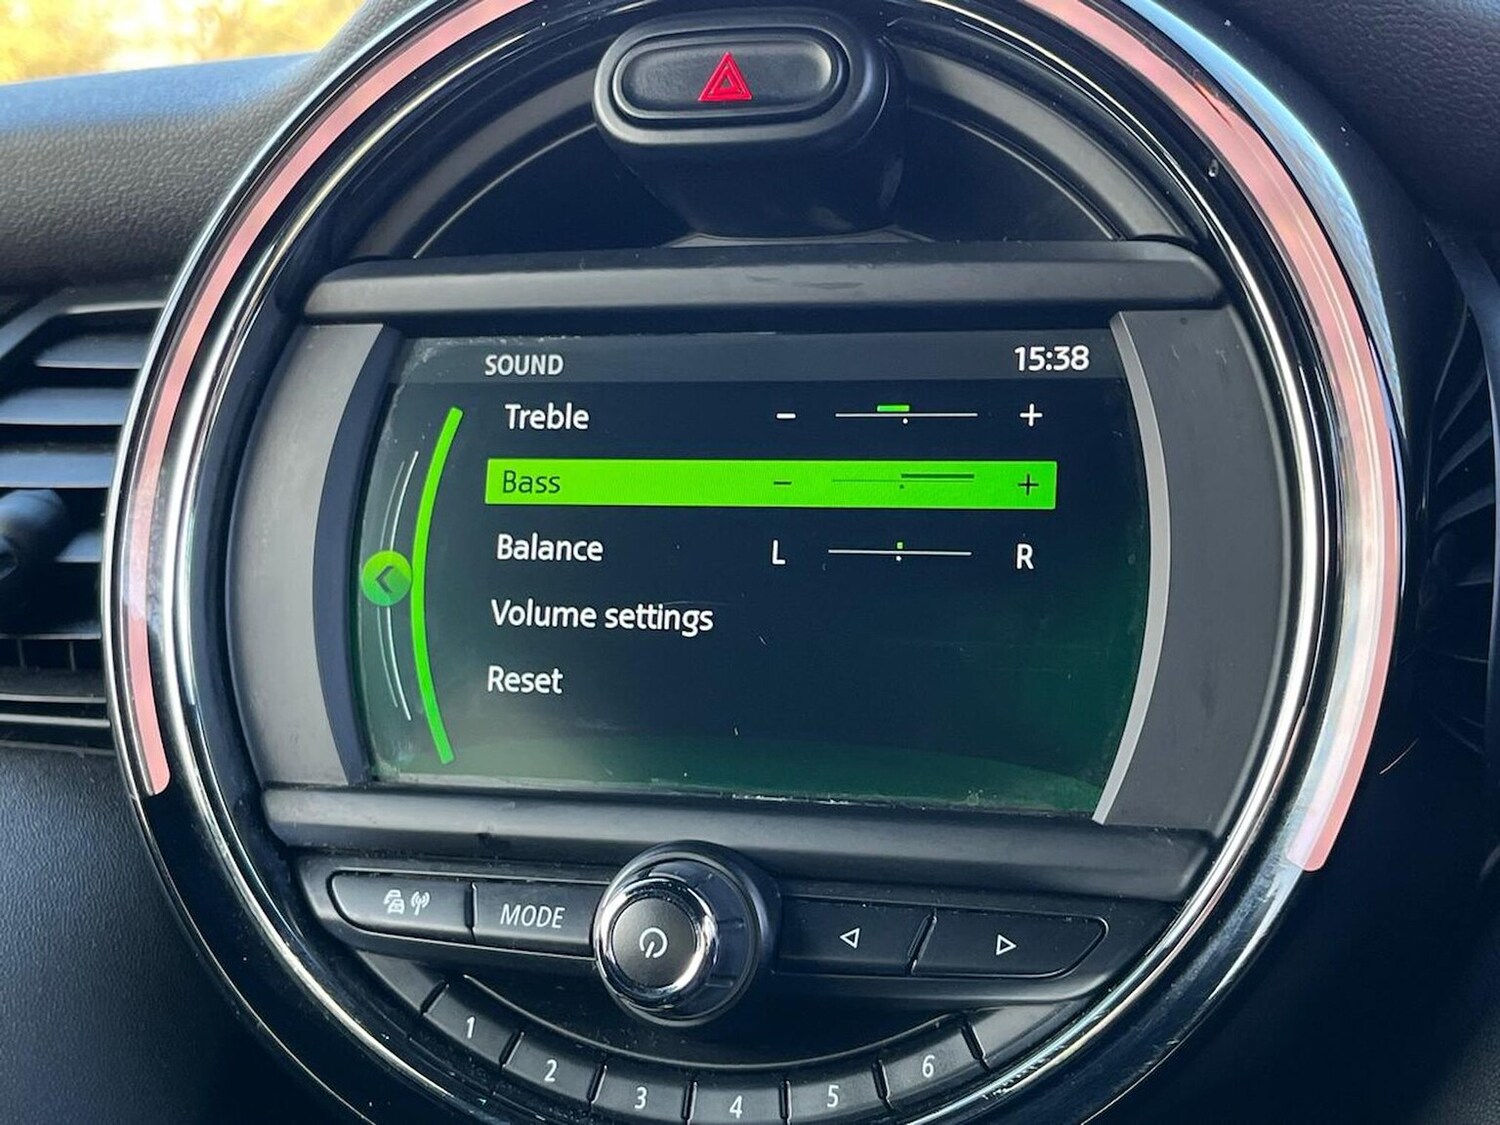 SOUND 15:38
Treble - +
Bass - +
Balance L R
Volume settings
Reset
MODE
1 2 3 4 5 6